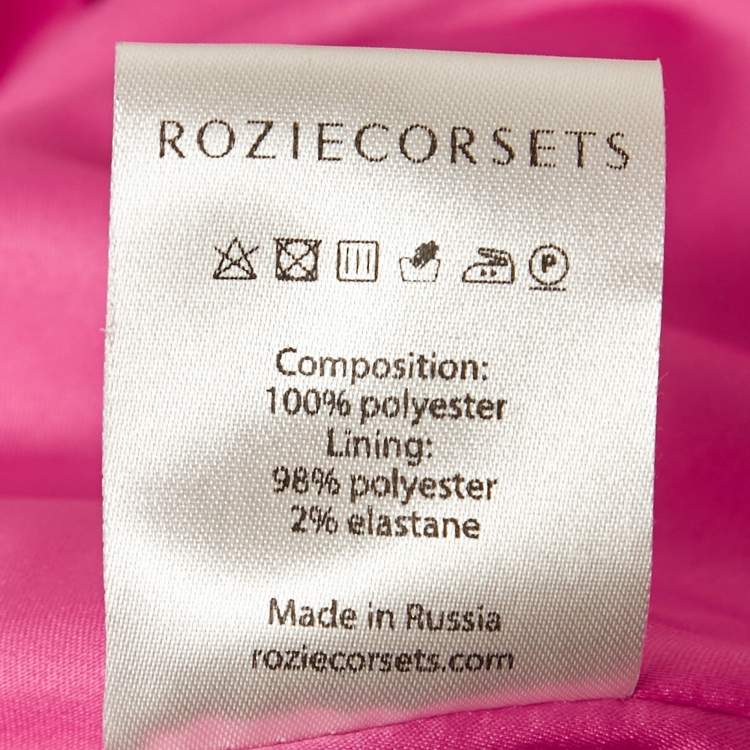 ROZIECORSETS
P
Composition:
100% polyester
Lining:
98% polyester
2% elastane
Made in Russia
roziecorsets.com